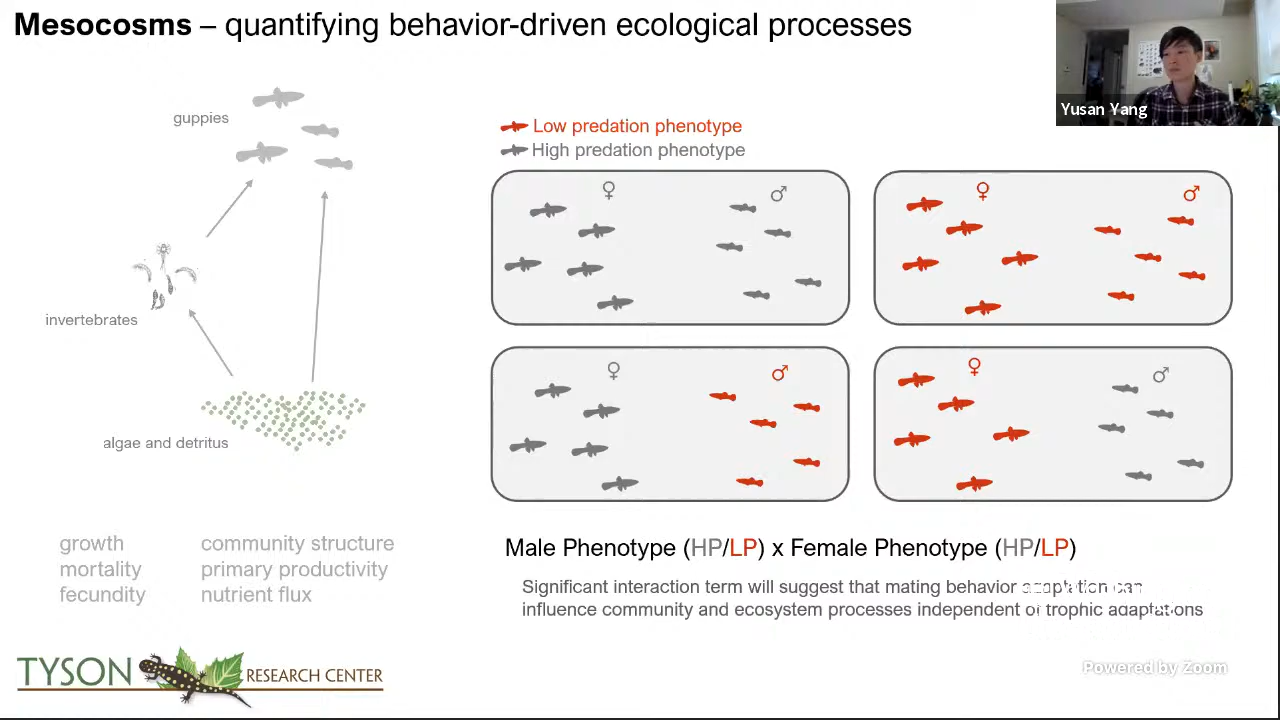 Mesocosms – quantifying behavior-driven ecological processes
Yusan Yang
guppies
invertebrates
algae and detritus
Low predation phenotype
High predation phenotype
♀ ♂
♀ ♂
♀ ♂
♀ ♂
growth
mortality
fecundity
community structure
primary productivity
nutrient flux
Male Phenotype (HP/LP) x Female Phenotype (HP/LP)
Significant interaction term will suggest that mating behavior adaptation can
influence community and ecosystem processes independent of trophic adaptations
TYSON RESEARCH CENTER
Powered by Zoom